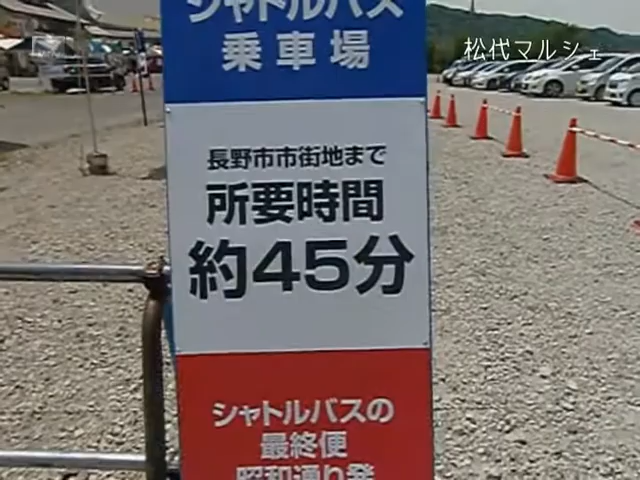 シャトルバス
乗車場
松代マルシェ
長野市市街地まで
所要時間
約45分
シャトルバスの
最終便
昭和通り発